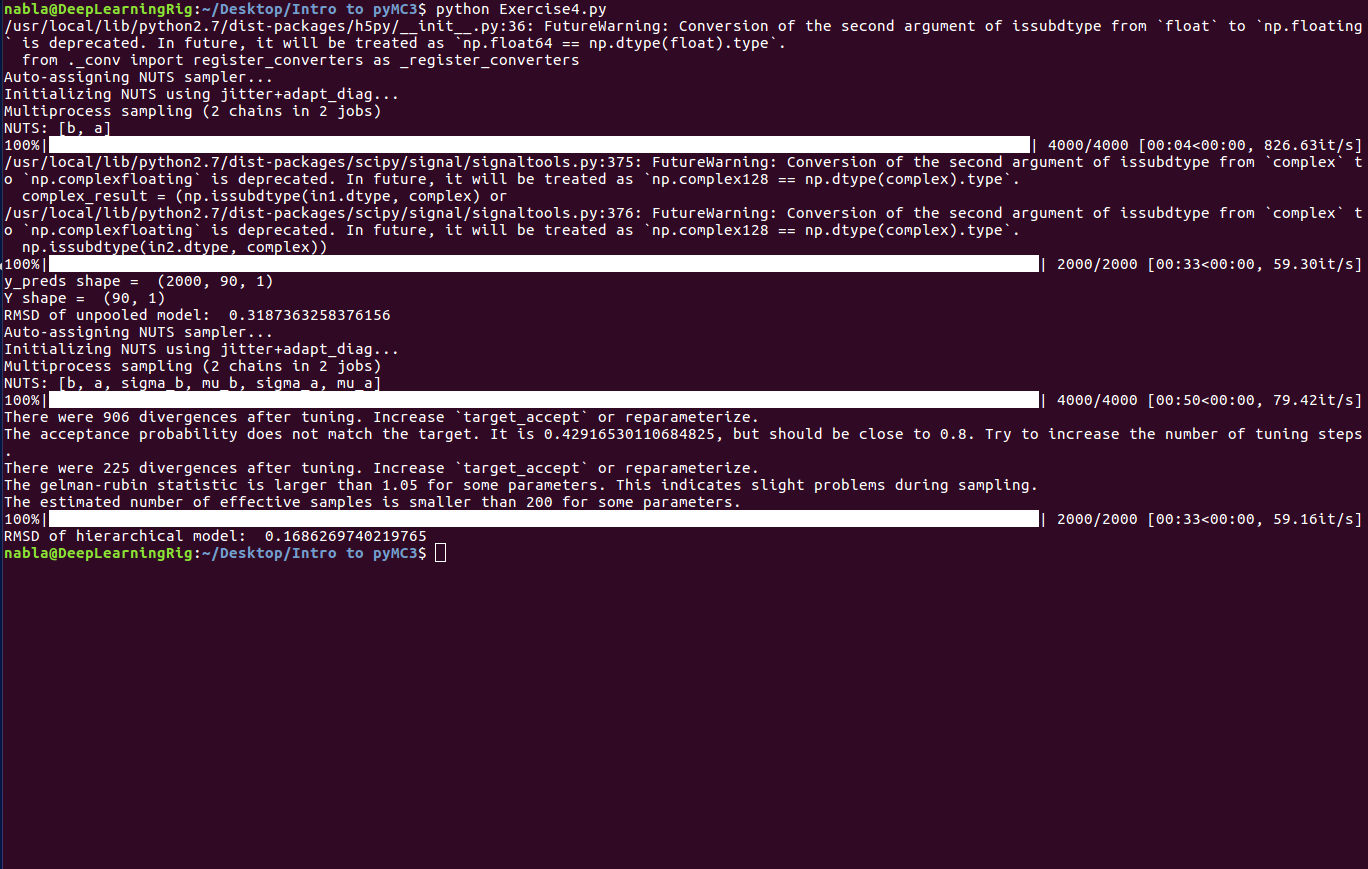 nabla@DeepLearningRig:~/Desktop/Intro to pyMC3$ python Exercise4.py
/usr/local/lib/python2.7/dist-packages/h5py/__init__.py:36: FutureWarning: Conversion of the second argument of issubdtype from `float` to `np.floating
` is deprecated. In future, it will be treated as `np.float64 == np.dtype(float).type`.
  from ._conv import register_converters as _register_converters
Auto-assigning NUTS sampler...
Initializing NUTS using jitter+adapt_diag...
Multiprocess sampling (2 chains in 2 jobs)
NUTS: [b, a]
100%|| 4000/4000 [00:04<00:00, 826.63it/s]
/usr/local/lib/python2.7/dist-packages/scipy/signal/signaltools.py:375: FutureWarning: Conversion of the second argument of issubdtype from `complex` t
o `np.complexfloating` is deprecated. In future, it will be treated as `np.complex128 == np.dtype(complex).type`.
  complex_result = (np.issubdtype(in1.dtype, complex) or
/usr/local/lib/python2.7/dist-packages/scipy/signal/signaltools.py:376: FutureWarning: Conversion of the second argument of issubdtype from `complex` t
o `np.complexfloating` is deprecated. In future, it will be treated as `np.complex128 == np.dtype(complex).type`.
  np.issubdtype(in2.dtype, complex))
100%|| 2000/2000 [00:33<00:00, 59.30it/s]
y_preds shape =  (2000, 90, 1)
Y shape =  (90, 1)
RMSD of unpooled model:  0.3187363258376156
Auto-assigning NUTS sampler...
Initializing NUTS using jitter+adapt_diag...
Multiprocess sampling (2 chains in 2 jobs)
NUTS: [b, a, sigma_b, mu_b, sigma_a, mu_a]
100%|| 4000/4000 [00:50<00:00, 79.42it/s]
There were 906 divergences after tuning. Increase `target_accept` or reparameterize.
The acceptance probability does not match the target. It is 0.42916530110684825, but should be close to 0.8. Try to increase the number of tuning steps
.
There were 225 divergences after tuning. Increase `target_accept` or reparameterize.
The gelman-rubin statistic is larger than 1.05 for some parameters. This indicates slight problems during sampling.
The estimated number of effective samples is smaller than 200 for some parameters.
100%|| 2000/2000 [00:33<00:00, 59.16it/s]
RMSD of hierarchical model:  0.1686269740219765
nabla@DeepLearningRig:~/Desktop/Intro to pyMC3$